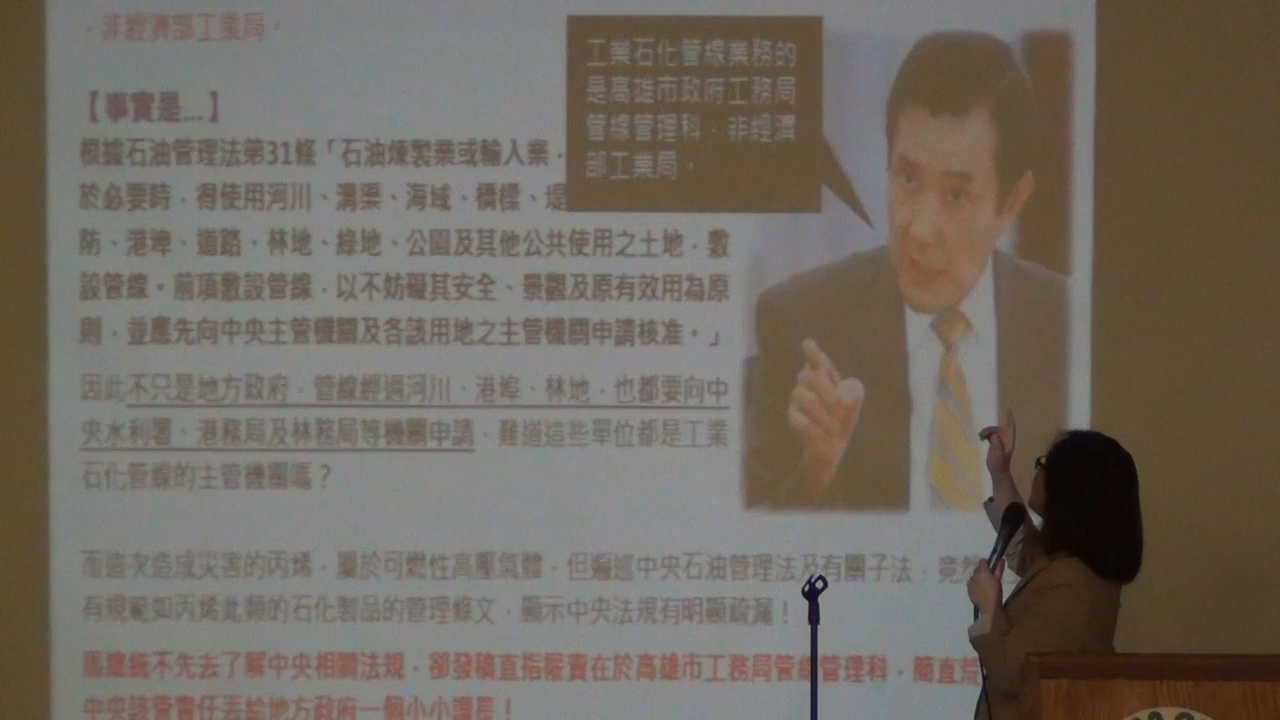 非經濟部工業局。
工業石化管線業務的
是高雄市政府工務局
管線管理科，非經濟
部工業局。
【事實是...】
根據石油管理法第31條「石油煉製業或輸入業，
於必要時，得使用河川、溝渠、海域、橋樑、堤
防、港埠、道路、林地、綠地、公園及其他公共使用之土地，敷
設管線。前項敷設管線，以不妨礙其安全、景觀及原有效用為原
則，並應先向中央主管機關及各該用地之主管機關申請核准。」
因此不只是地方政府，管線經過河川、港埠、林地，也都要向中
央水利署、港務局及林務局等機關申請，難道這些單位都是工業
石化管線的主管機關嗎？
而這次造成災害的丙烯，屬於可燃性高壓氣體，但遍尋中央石油管理法及有關子法，竟然
有規範如丙烯此類的石化製品的管理條文，顯示中央法規有明顯疏漏！
馬總統不先去了解中央相關法規，卻發稿直指權責在於高雄市工務局管線管理科，簡直荒
中央該管責任丟給地方政府一個小小課長！